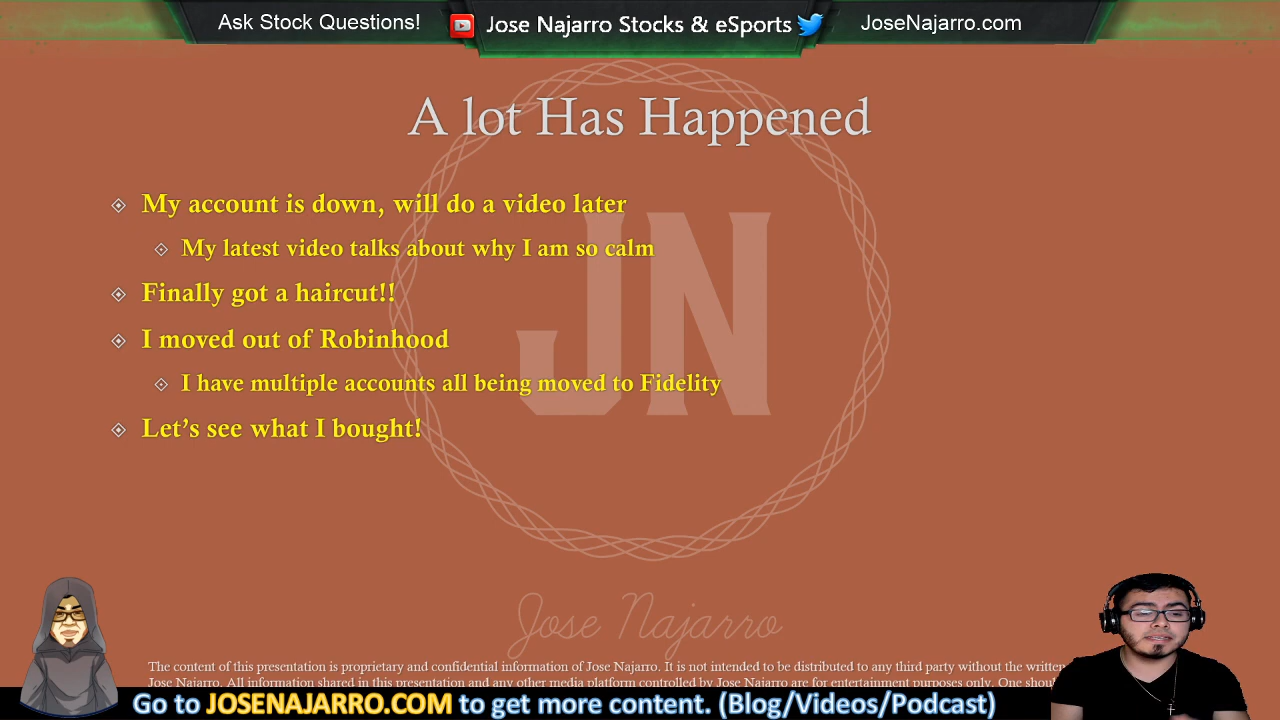 Ask Stock Questions!
Jose Najarro Stocks & eSports
JoseNajarro.com
A lot Has Happened
My account is down, will do a video later
My latest video talks about why I am so calm
Finally got a haircut!!
I moved out of Robinhood
I have multiple accounts all being moved to Fidelity
Let’s see what I bought!
JN
Jose Najarro
The content of this presentation is proprietary and confidential information of Jose Najarro. It is not intended to be distributed to any third party without the written
Jose Najarro. All information shared in this presentation and any other media platform controlled by Jose Najarro are for entertainment purposes only. One
Go to JOSENAJARRO.COM to get more content. (Blog/Videos/Podcast)